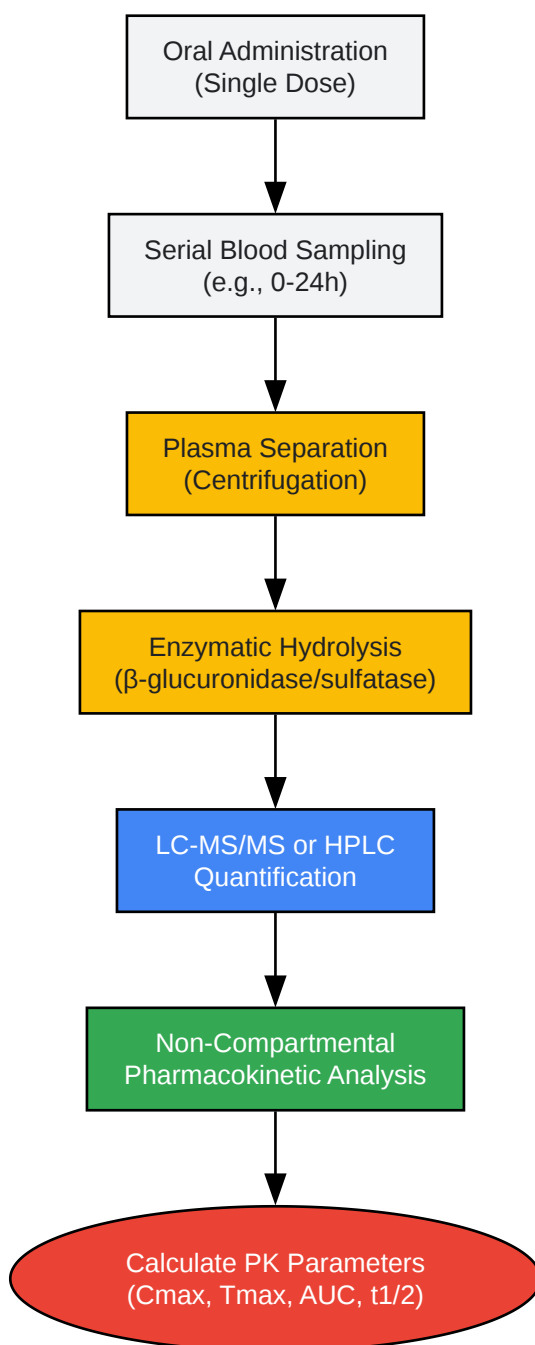 Oral Administration
(Single Dose)
Serial Blood Sampling
(e.g., 0-24h)
Plasma Separation
(Centrifugation)
Enzymatic Hydrolysis
(β-glucuronidase/sulfatase)
LC-MS/MS or HPLC
Quantification
Non-Compartmental
Pharmacokinetic Analysis
Calculate PK Parameters
(Cmax, Tmax, AUC, t1/2)